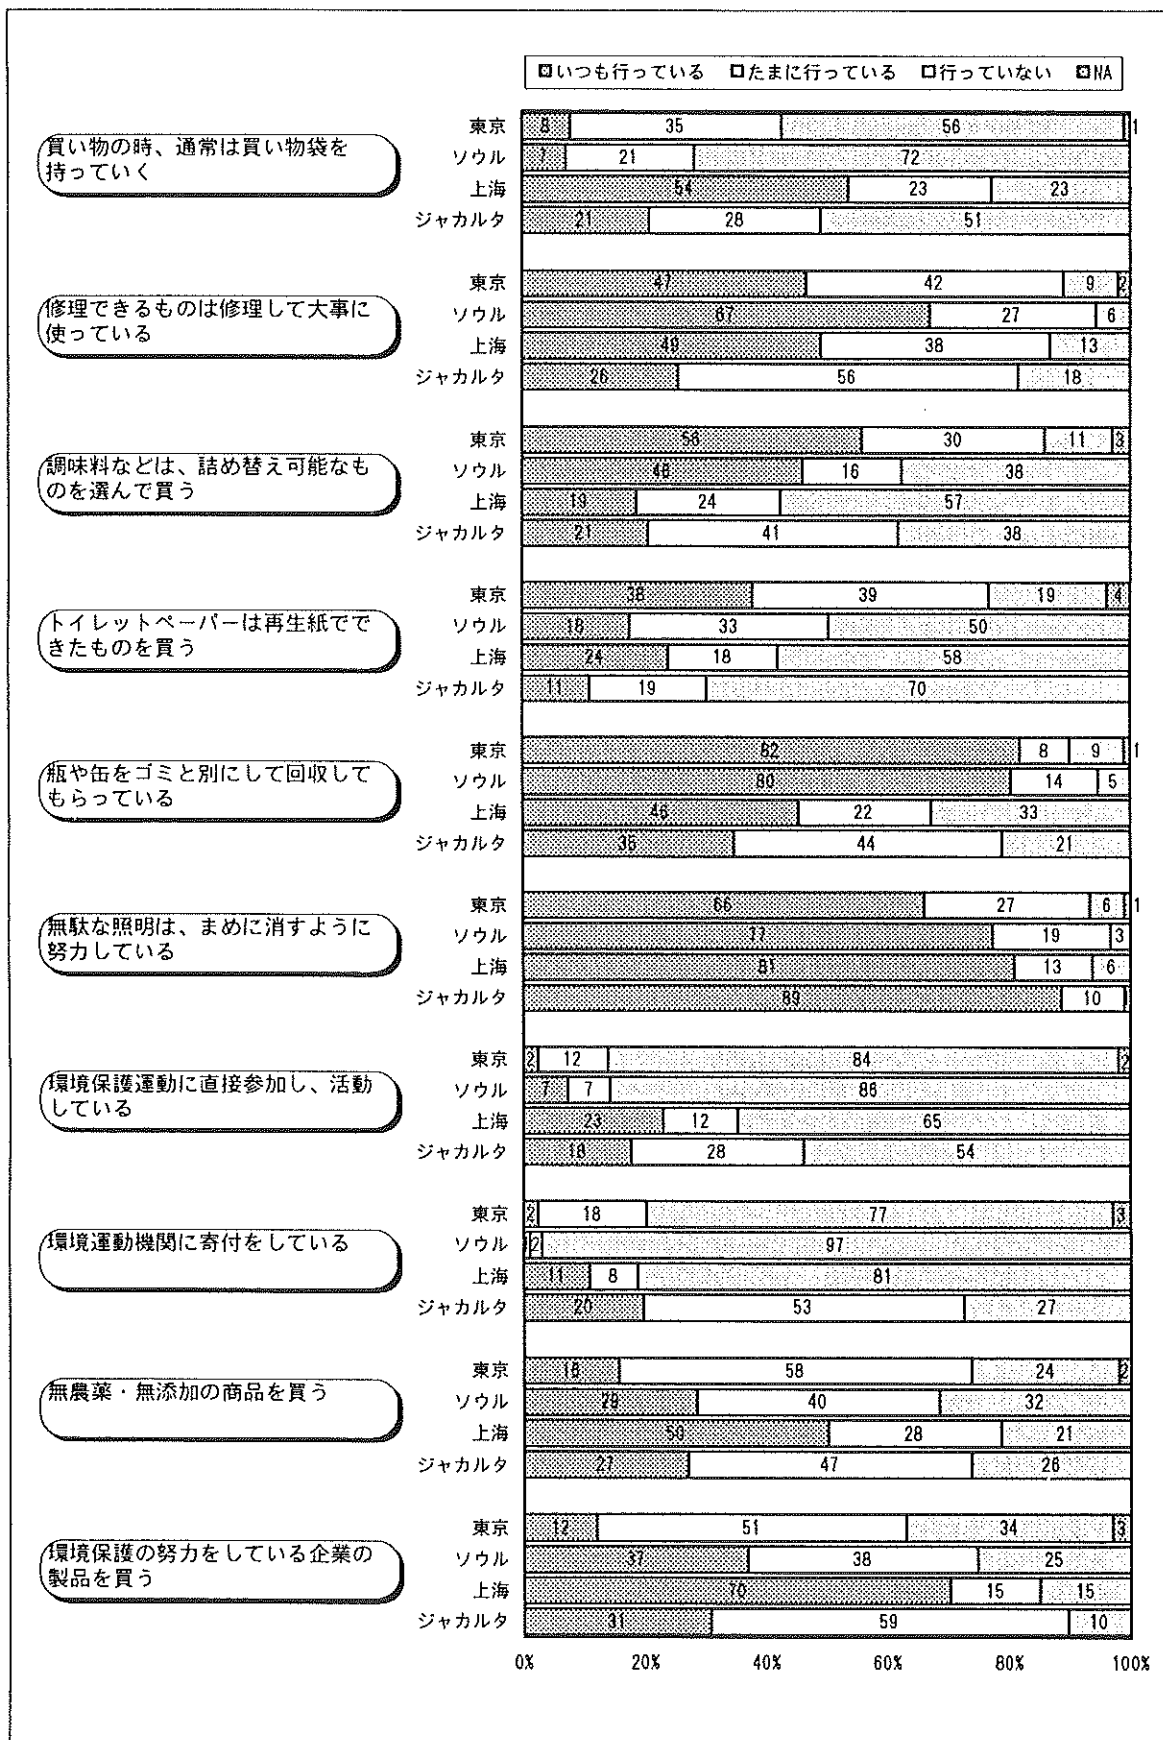 いつも行っている たまに行っている 行っていない NA
買い物の時、通常は買い物袋を
持っていく
東京 8 35 56 1
ソウル 7 21 72
上海 54 23 23
ジャカルタ 21 28 51
修理できるものは修理して大事に
使っている
東京 47 42 9 2
ソウル 67 27 6
上海 49 38 13
ジャカルタ 26 56 18
調味料などは、詰め替え可能なも
のを選んで買う
東京 56 30 11 3
ソウル 46 16 38
上海 19 24 57
ジャカルタ 21 41 38
トイレットペーパーは再生紙でで
きたものを買う
東京 38 39 19 4
ソウル 18 33 50
上海 24 18 58
ジャカルタ 11 19 70
瓶や缶をゴミと別にして回収して
もらっている
東京 82 8 9 1
ソウル 80 14 5
上海 46 22 33
ジャカルタ 35 44 21
無駄な照明は、まめに消すように
努力している
東京 66 27 6 1
ソウル 77 19 3
上海 81 13 6
ジャカルタ 89 10
環境保護運動に直接参加し、活動
している
東京 2 12 84 2
ソウル 7 7 86
上海 23 12 65
ジャカルタ 18 28 54
環境運動機関に寄付をしている
東京 2 18 77 3
ソウル 2 97
上海 11 8 81
ジャカルタ 20 53 27
無農薬・無添加の商品を買う
東京 16 58 24 2
ソウル 29 40 32
上海 50 28 21
ジャカルタ 27 47 26
環境保護の努力をしている企業の
製品を買う
東京 12 51 34 3
ソウル 37 38 25
上海 70 15 15
ジャカルタ 31 59 10
0% 20% 40% 60% 80% 100%